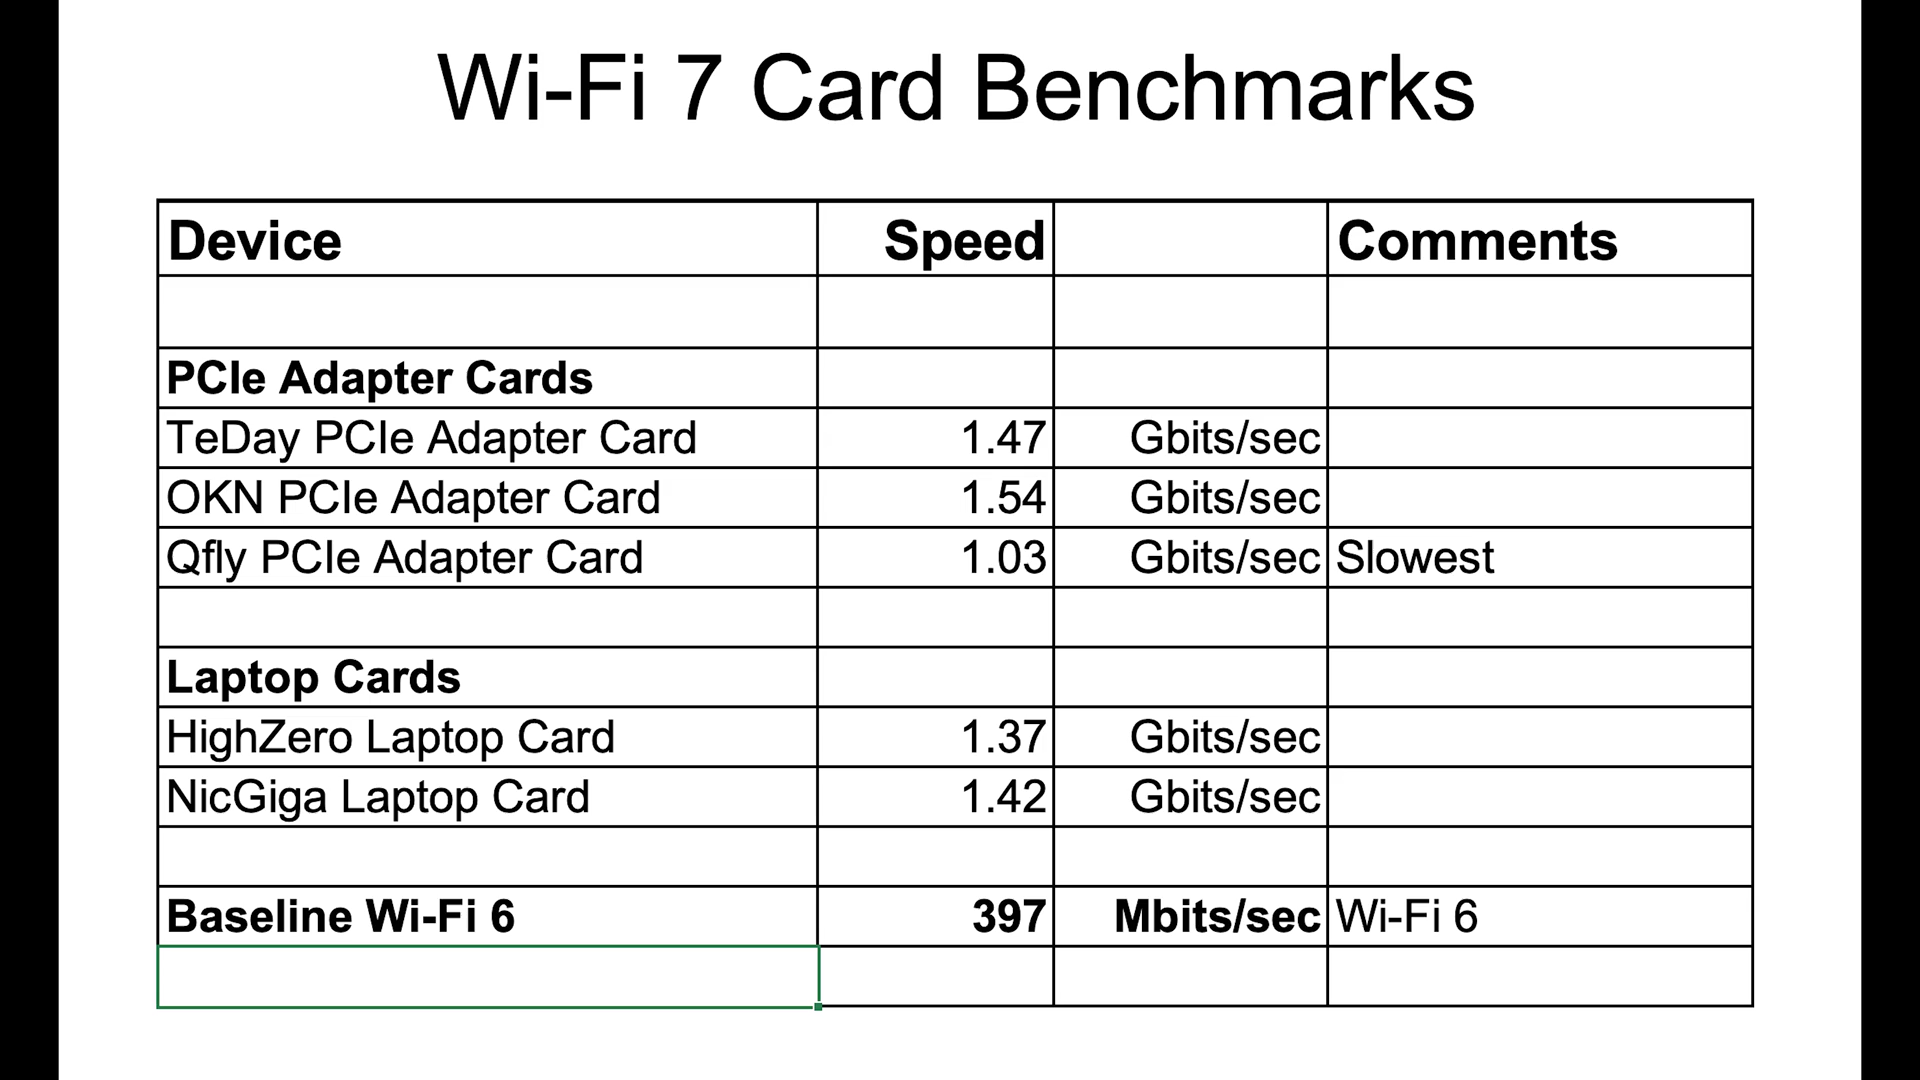 Wi-Fi 7 Card Benchmarks
Device Speed Comments
PCIe Adapter Cards
TeDay PCIe Adapter Card 1.47 Gbits/sec
OKN PCIe Adapter Card 1.54 Gbits/sec
Qfly PCIe Adapter Card 1.03 Gbits/sec Slowest
Laptop Cards
HighZero Laptop Card 1.37 Gbits/sec
NicGiga Laptop Card 1.42 Gbits/sec
Baseline Wi-Fi 6 397 Mbits/sec Wi-Fi 6